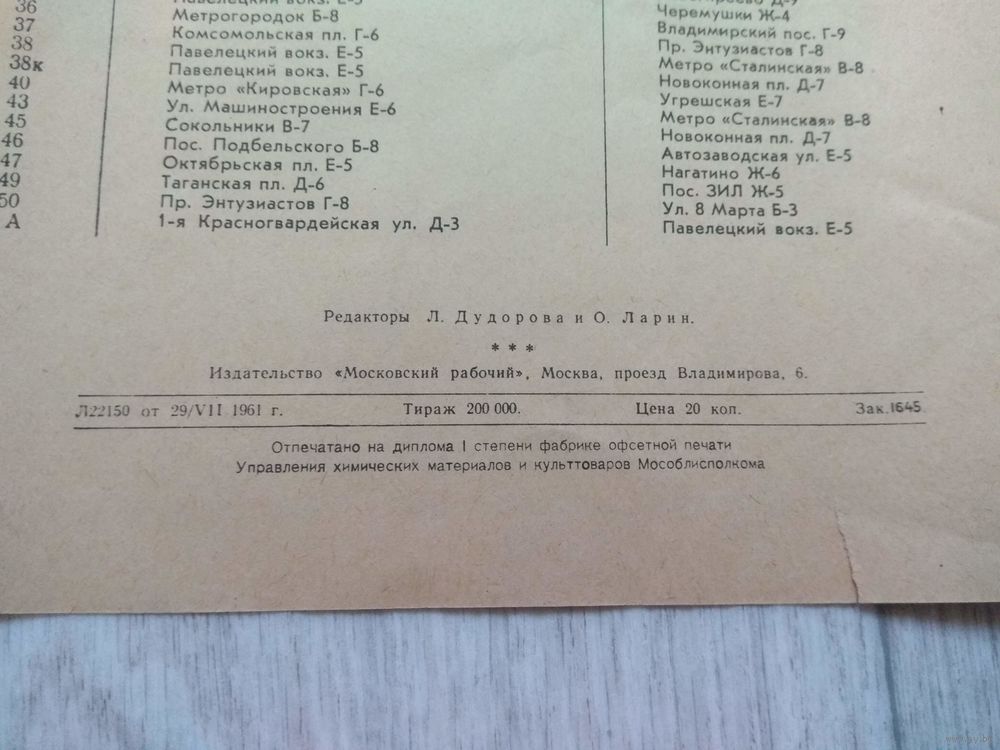 36 Павелецкий вокз. Е-5
37 Метрогородок Б-8 Черемушки Ж-4
38 Комсомольская пл. Г-6 Владимирский пос. Г-9
38к Павелецкий вокз. Е-5 Пр. Энтузиастов Г-8
40 Павелецкий вокз. Е-5 Метро «Сталинская» В-8
43 Метро «Кировская» Г-6 Новоконная пл. Д-7
45 Ул. Машиностроения Е-6 Угрешская Е-7
46 Сокольники В-7 Метро «Сталинская» В-8
47 Пос. Подбельского Б-8 Новоконная пл. Д-7
49 Октябрьская пл. Е-5 Автозаводская ул. Е-5
50 Таганская пл. Д-6 Нагатино Ж-6
А Пр. Энтузиастов Г-8 Пос. ЗИЛ Ж-5
1-я Красногвардейская ул. Д-3 Ул. 8 Марта Б-3
Павелецкий вокз. Е-5
Редакторы Л. Дудорова и О. Ларин.
* * *
Издательство «Московский рабочий», Москва, проезд Владимирова, 6.
Л22150 от 29/VII 1961 г. Тираж 200 000. Цена 20 коп. Зак. 1645
Отпечатано на диплома I степени фабрике офсетной печати
Управления химических материалов и культтоваров Мособлисполкома